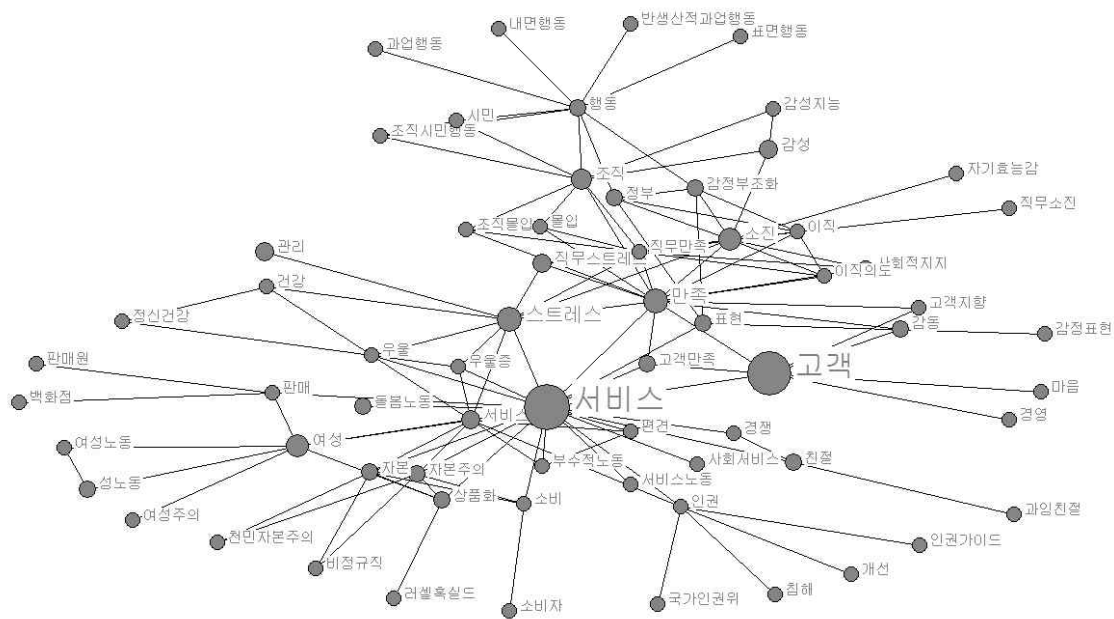 내면행동
반생산적과업행동
표면행동
과업행동
행동
감성지능
시민
조직시민행동
감성
자기효능감
조직
정부
감정부조화
직무소진
조직몰입
몰입
이직
소진
직무만족
관리
직무스트레스
사회적지지
이직의도
건강
만족
고객지향
정신건강
스트레스
표현
감동
감정표현
우울
우울증
고객만족
고객
판매원
판매
마음
백화점
돌봄노동
서비스
서비스
경영
여성
편견
경쟁
여성노동
부수적노동
사회서비스
친절
자본
자본주의
서비스노동
성노동
상품화
소비
인권
여성주의
과잉친절
천민자본주의
인권가이드
비정규직
개선
러셀혹실드
소비자
국가인권위
침해